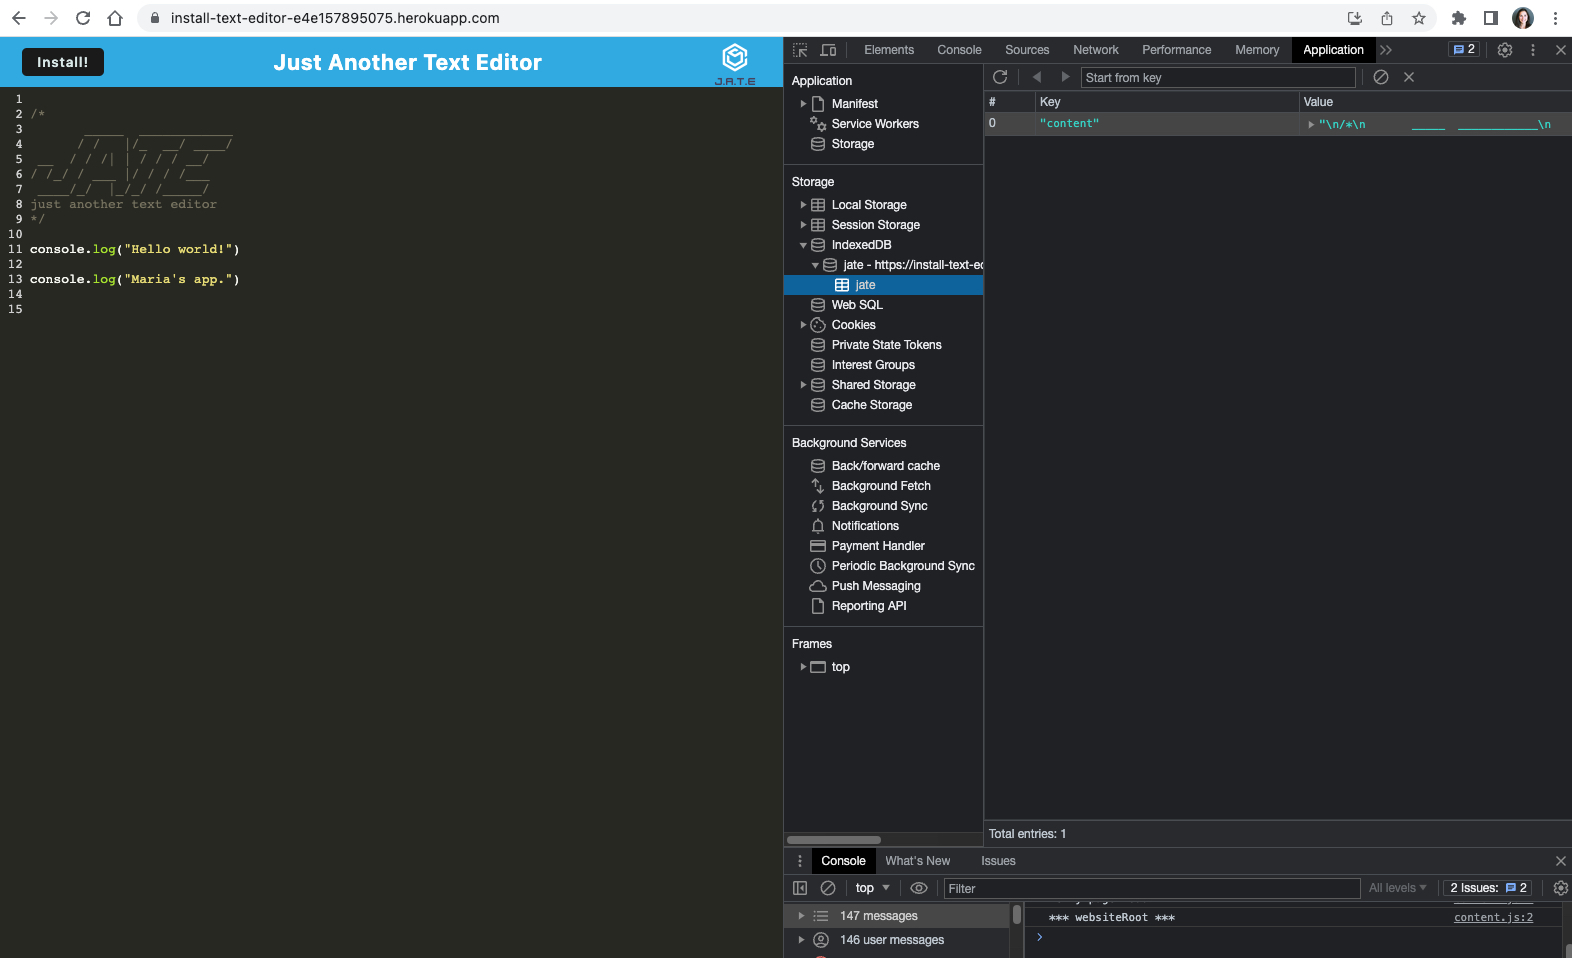 install-text-editor-e4e157895075.herokuapp.com
Install!
Just Another Text Editor
J.A.T.E
1
2 /*
3         _____  ______________
4        / /   |/_  __/ ____/
5   __  / / /| | / / / __/
6  / /_/ / ___ |/ / / /___
7   ____/_/  |_/_/ /_____/
8 just another text editor
9 */
10
11 console.log("Hello world!")
12
13 console.log("Maria's app.")
14
15
Elements Console Sources Network Performance Memory Application 2
Application
Manifest
Service Workers
Storage
Storage
Local Storage
Session Storage
IndexedDB
jate - https://install-text-ed
jate
Web SQL
Cookies
Private State Tokens
Interest Groups
Shared Storage
Cache Storage
Background Services
Back/forward cache
Background Fetch
Background Sync
Notifications
Payment Handler
Periodic Background Sync
Push Messaging
Reporting API
Frames
top
Start from key
# Key Value
0 "content" "\n/*\n       _____  ____________\n
Total entries: 1
Console What's New Issues
top Filter All levels 2 Issues: 2
147 messages
146 user messages
*** websiteRoot *** content.js:2